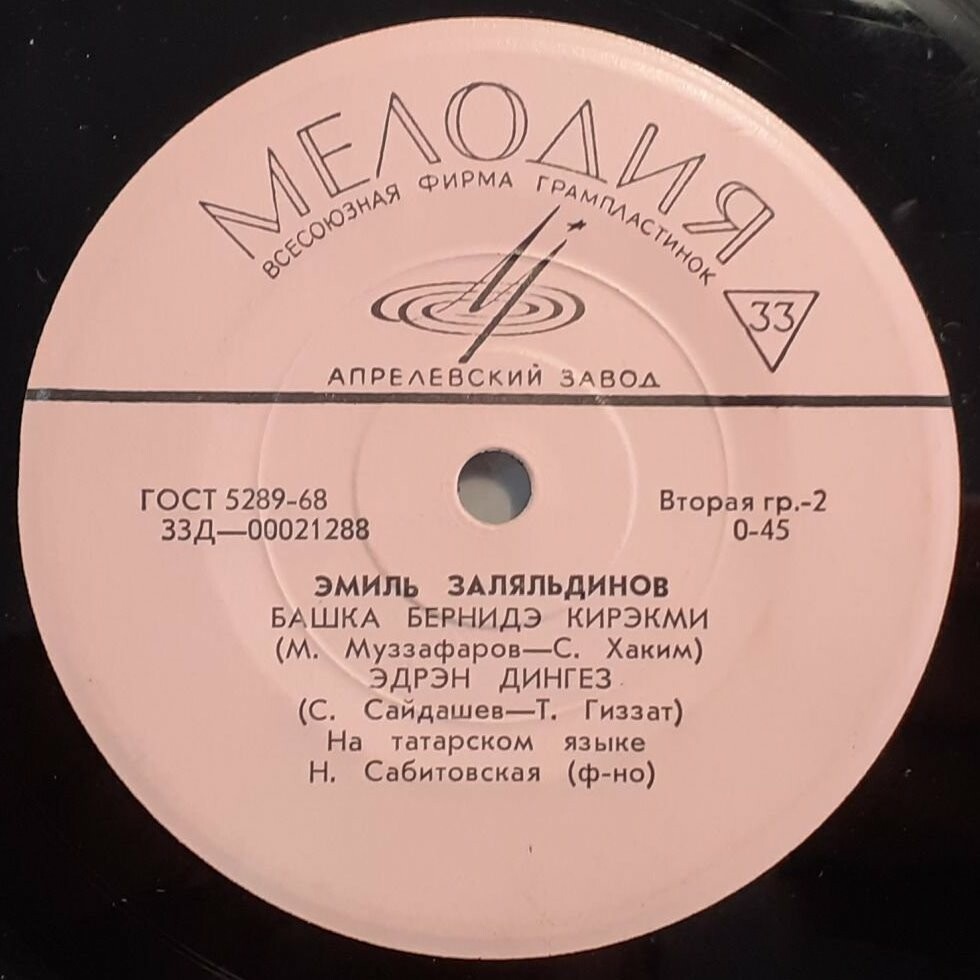 МЕЛОДИЯ
ВСЕСОЮЗНАЯ ФИРМА ГРАМПЛАСТИНОК
33
АПРЕЛЕВСКИЙ ЗАВОД
ГОСТ 5289-68
33Д—00021288
Вторая гр.-2
0-45
ЭМИЛЬ ЗАЛЯЛЬДИНОВ
БАШКА БЕРНИДЭ КИРЭКМИ
(М. Муззафаров—С. Хаким)
ЭДРЭН ДИНГЕЗ
(С. Сайдашев—Т. Гиззат)
На татарском языке
Н. Сабитовская (ф-но)